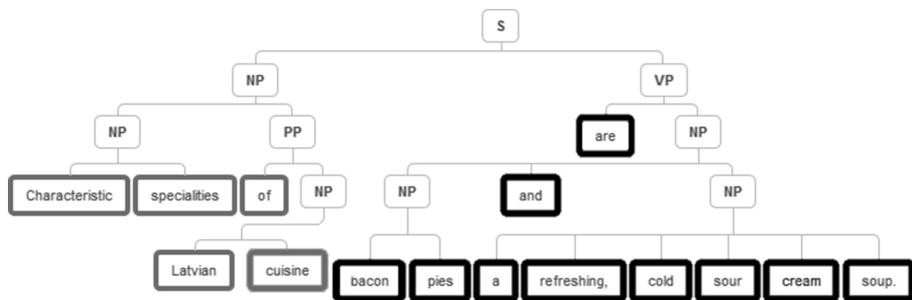 S
NP VP
NP PP are NP
Characteristic specialities of NP NP and NP
Latvian cuisine bacon pies a refreshing, cold sour cream soup.